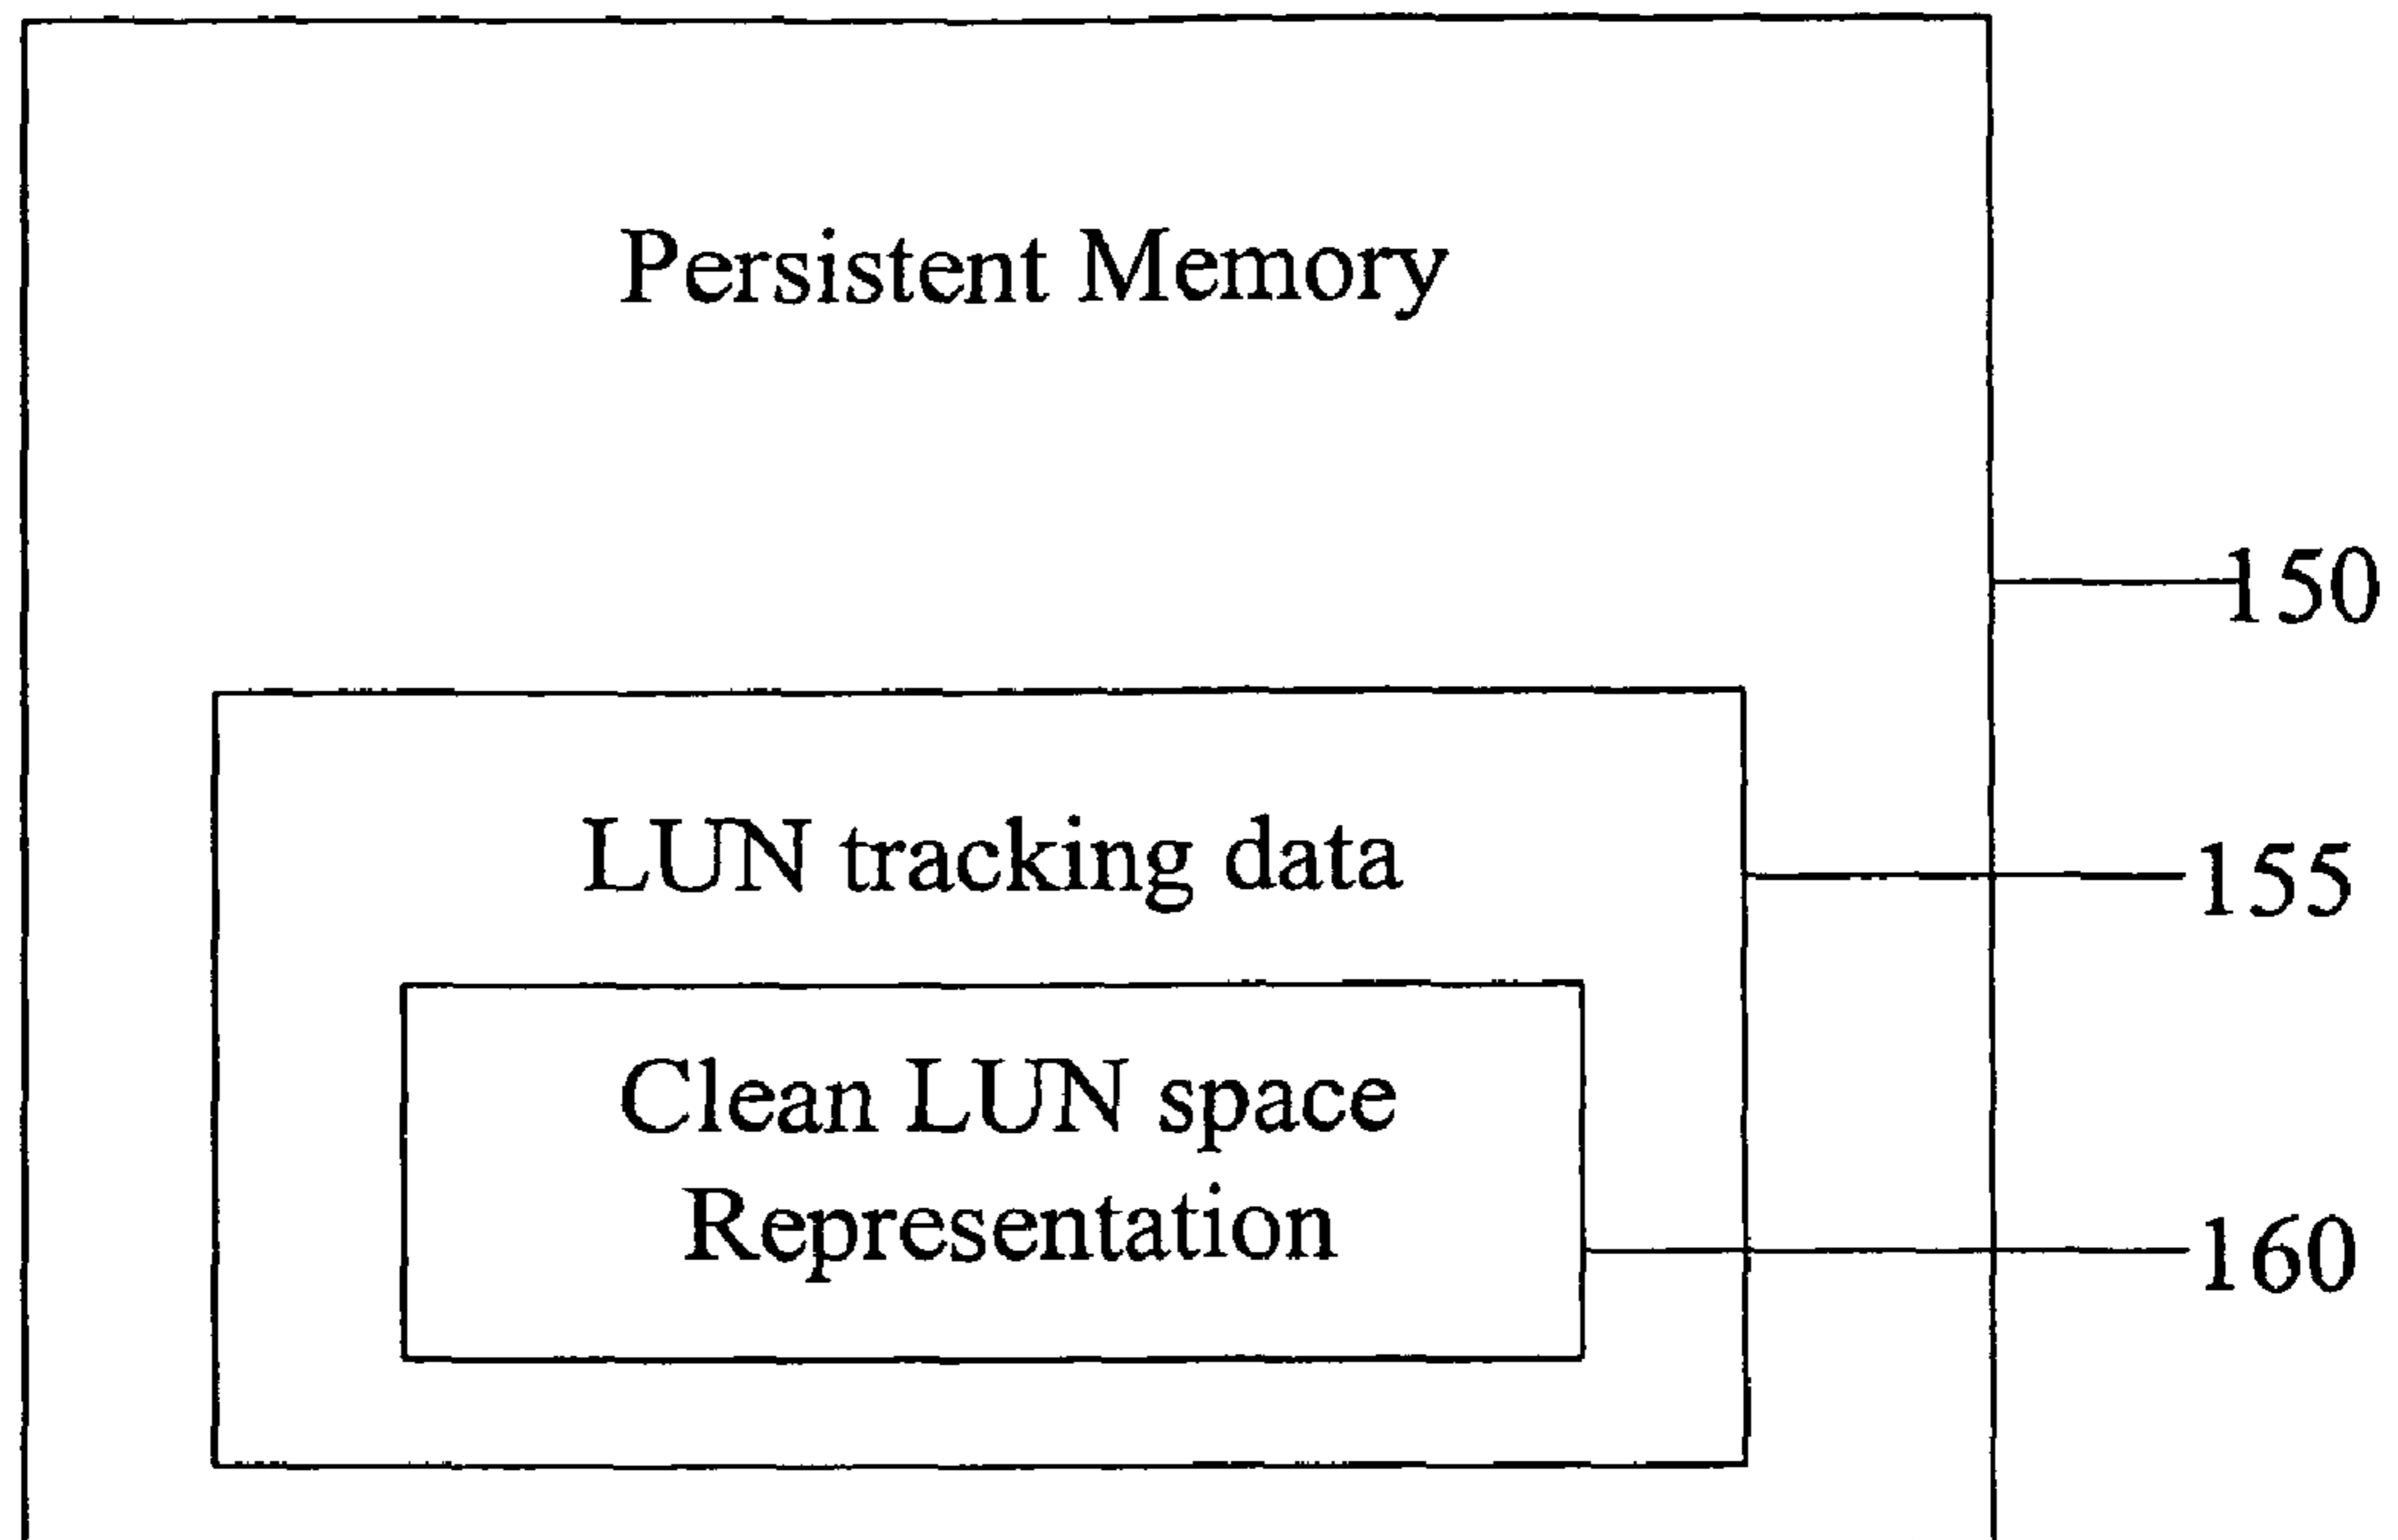 Persistent Memory
150
LUN tracking data
155
Clean LUN space
Representation
160